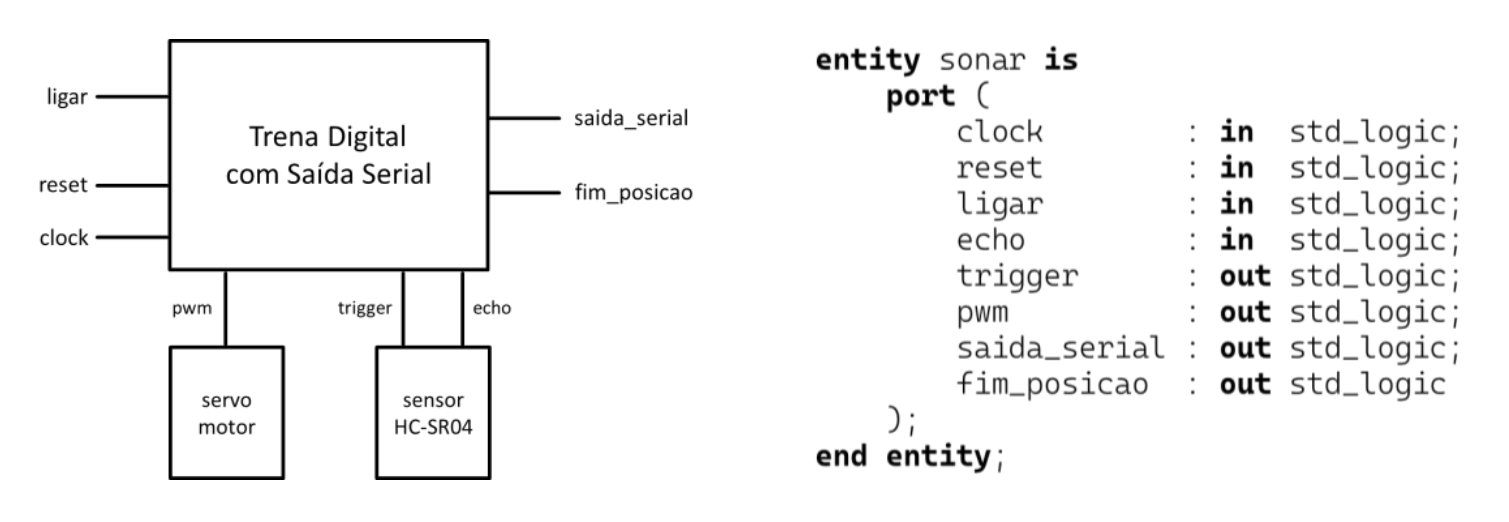 ligar
reset
clock
Trena Digital
com Saída Serial
saida_serial
fim_posicao
pwm
trigger
echo
servo
motor
sensor
HC-SR04
entity sonar is
port (
clock : in std_logic;
reset : in std_logic;
ligar : in std_logic;
echo : in std_logic;
trigger : out std_logic;
pwm : out std_logic;
saida_serial : out std_logic;
fim_posicao : out std_logic
);
end entity;